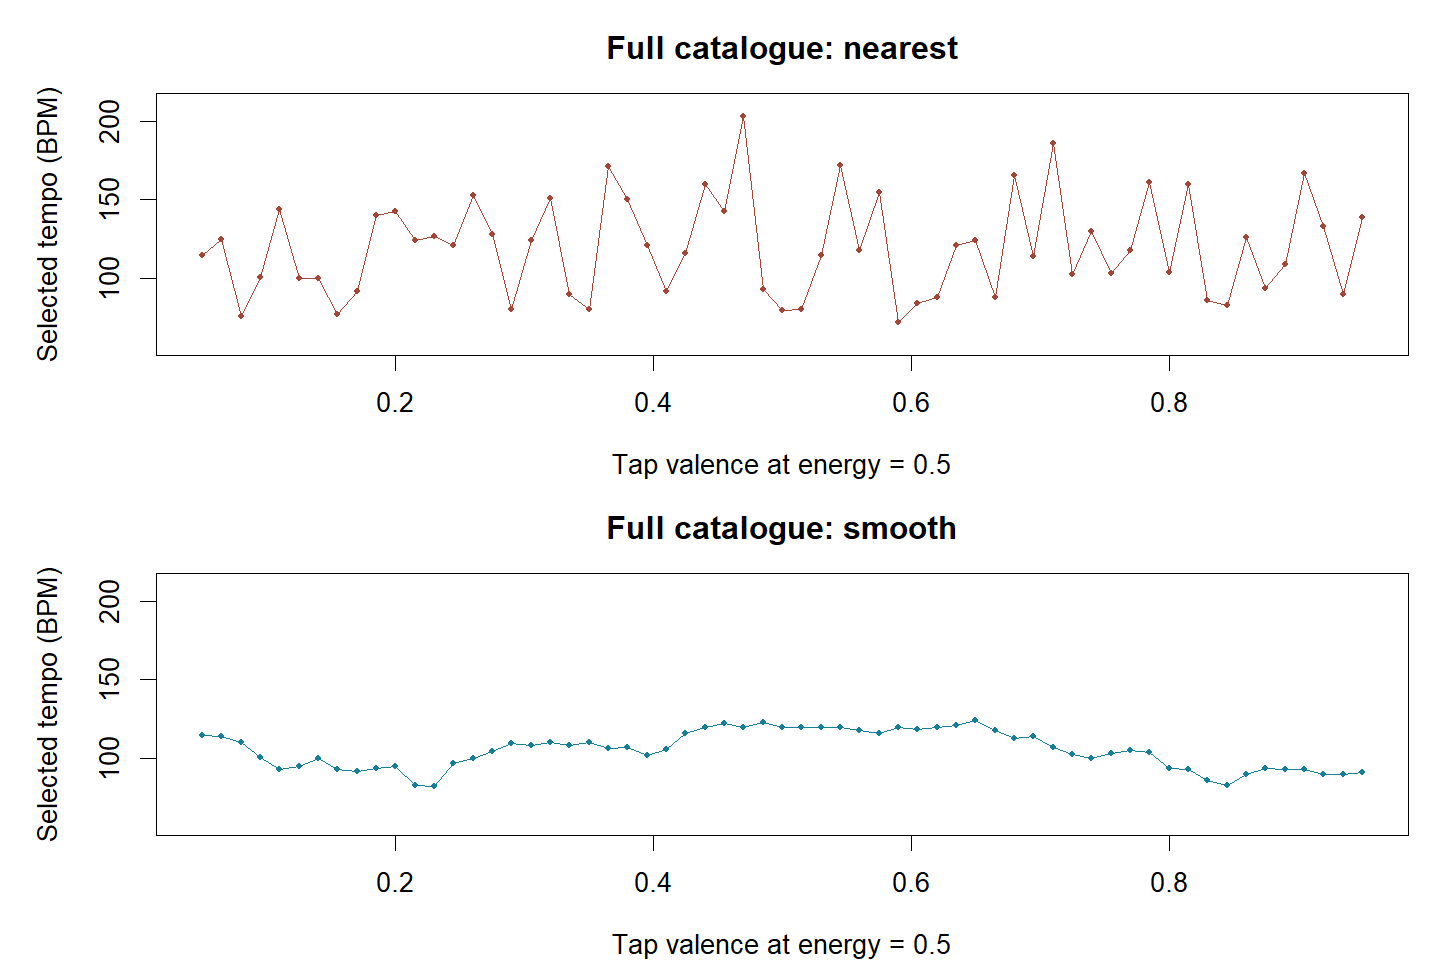 Full catalogue: nearest
Selected tempo (BPM)
200
150
100
0.2 0.4 0.6 0.8
Tap valence at energy = 0.5
Full catalogue: smooth
Selected tempo (BPM)
200
150
100
0.2 0.4 0.6 0.8
Tap valence at energy = 0.5